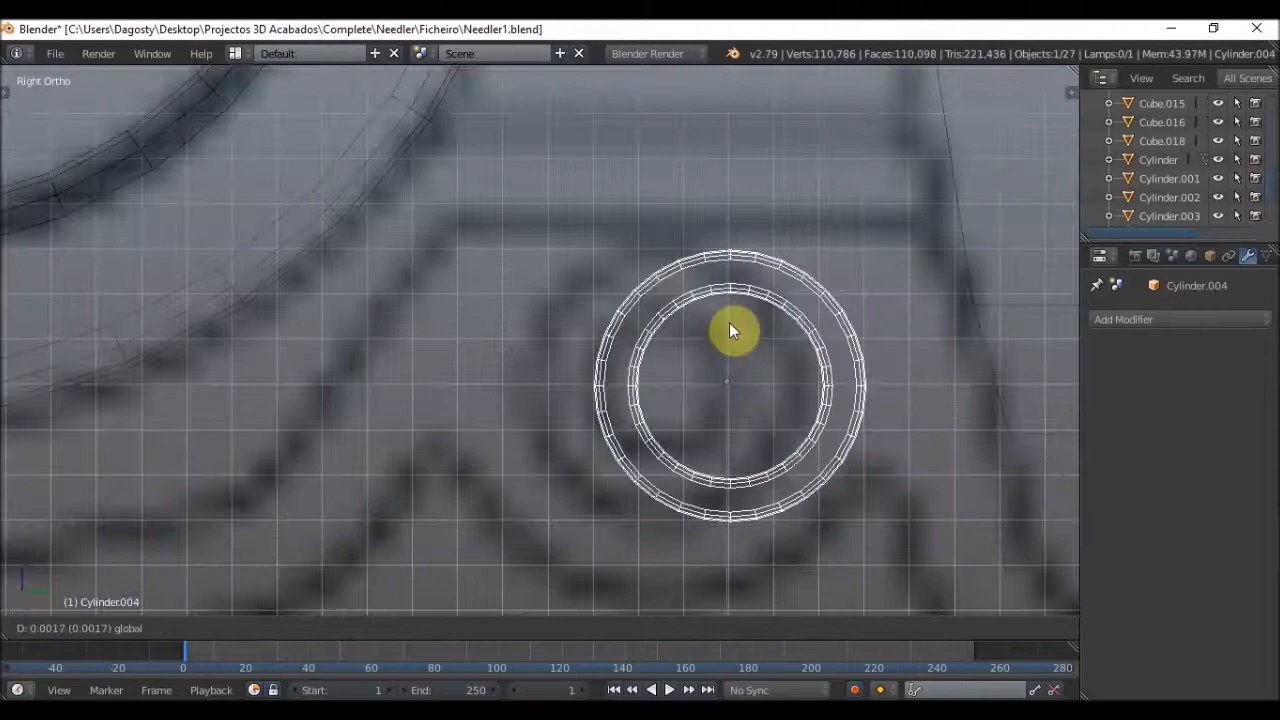 Blender* [C:\Users\Dagosty\Desktop\Projectos 3D Acabados\Complete\Needler\Ficheiro\Needler1.blend]
File Render Window Help Default Scene Blender Render v2.79 | Verts:110,786 | Faces:110,098 | Tris:221,436 | Objects:1/27 | Lamps:0/1 | Mem:43.97M | Cylinder.004
Right Ortho
View Search All Scenes
Cube.015
Cube.016
Cube.018
Cylinder
Cylinder.001
Cylinder.002
Cylinder.003
Cylinder.004
Add Modifier
(1) Cylinder.004
D: 0.0017 (0.0017) global
-40 -20 0 20 40 60 80 100 120 140 160 180 200 220 240 260 280
View Marker Frame Playback Start: 1 End: 250 1 No Sync